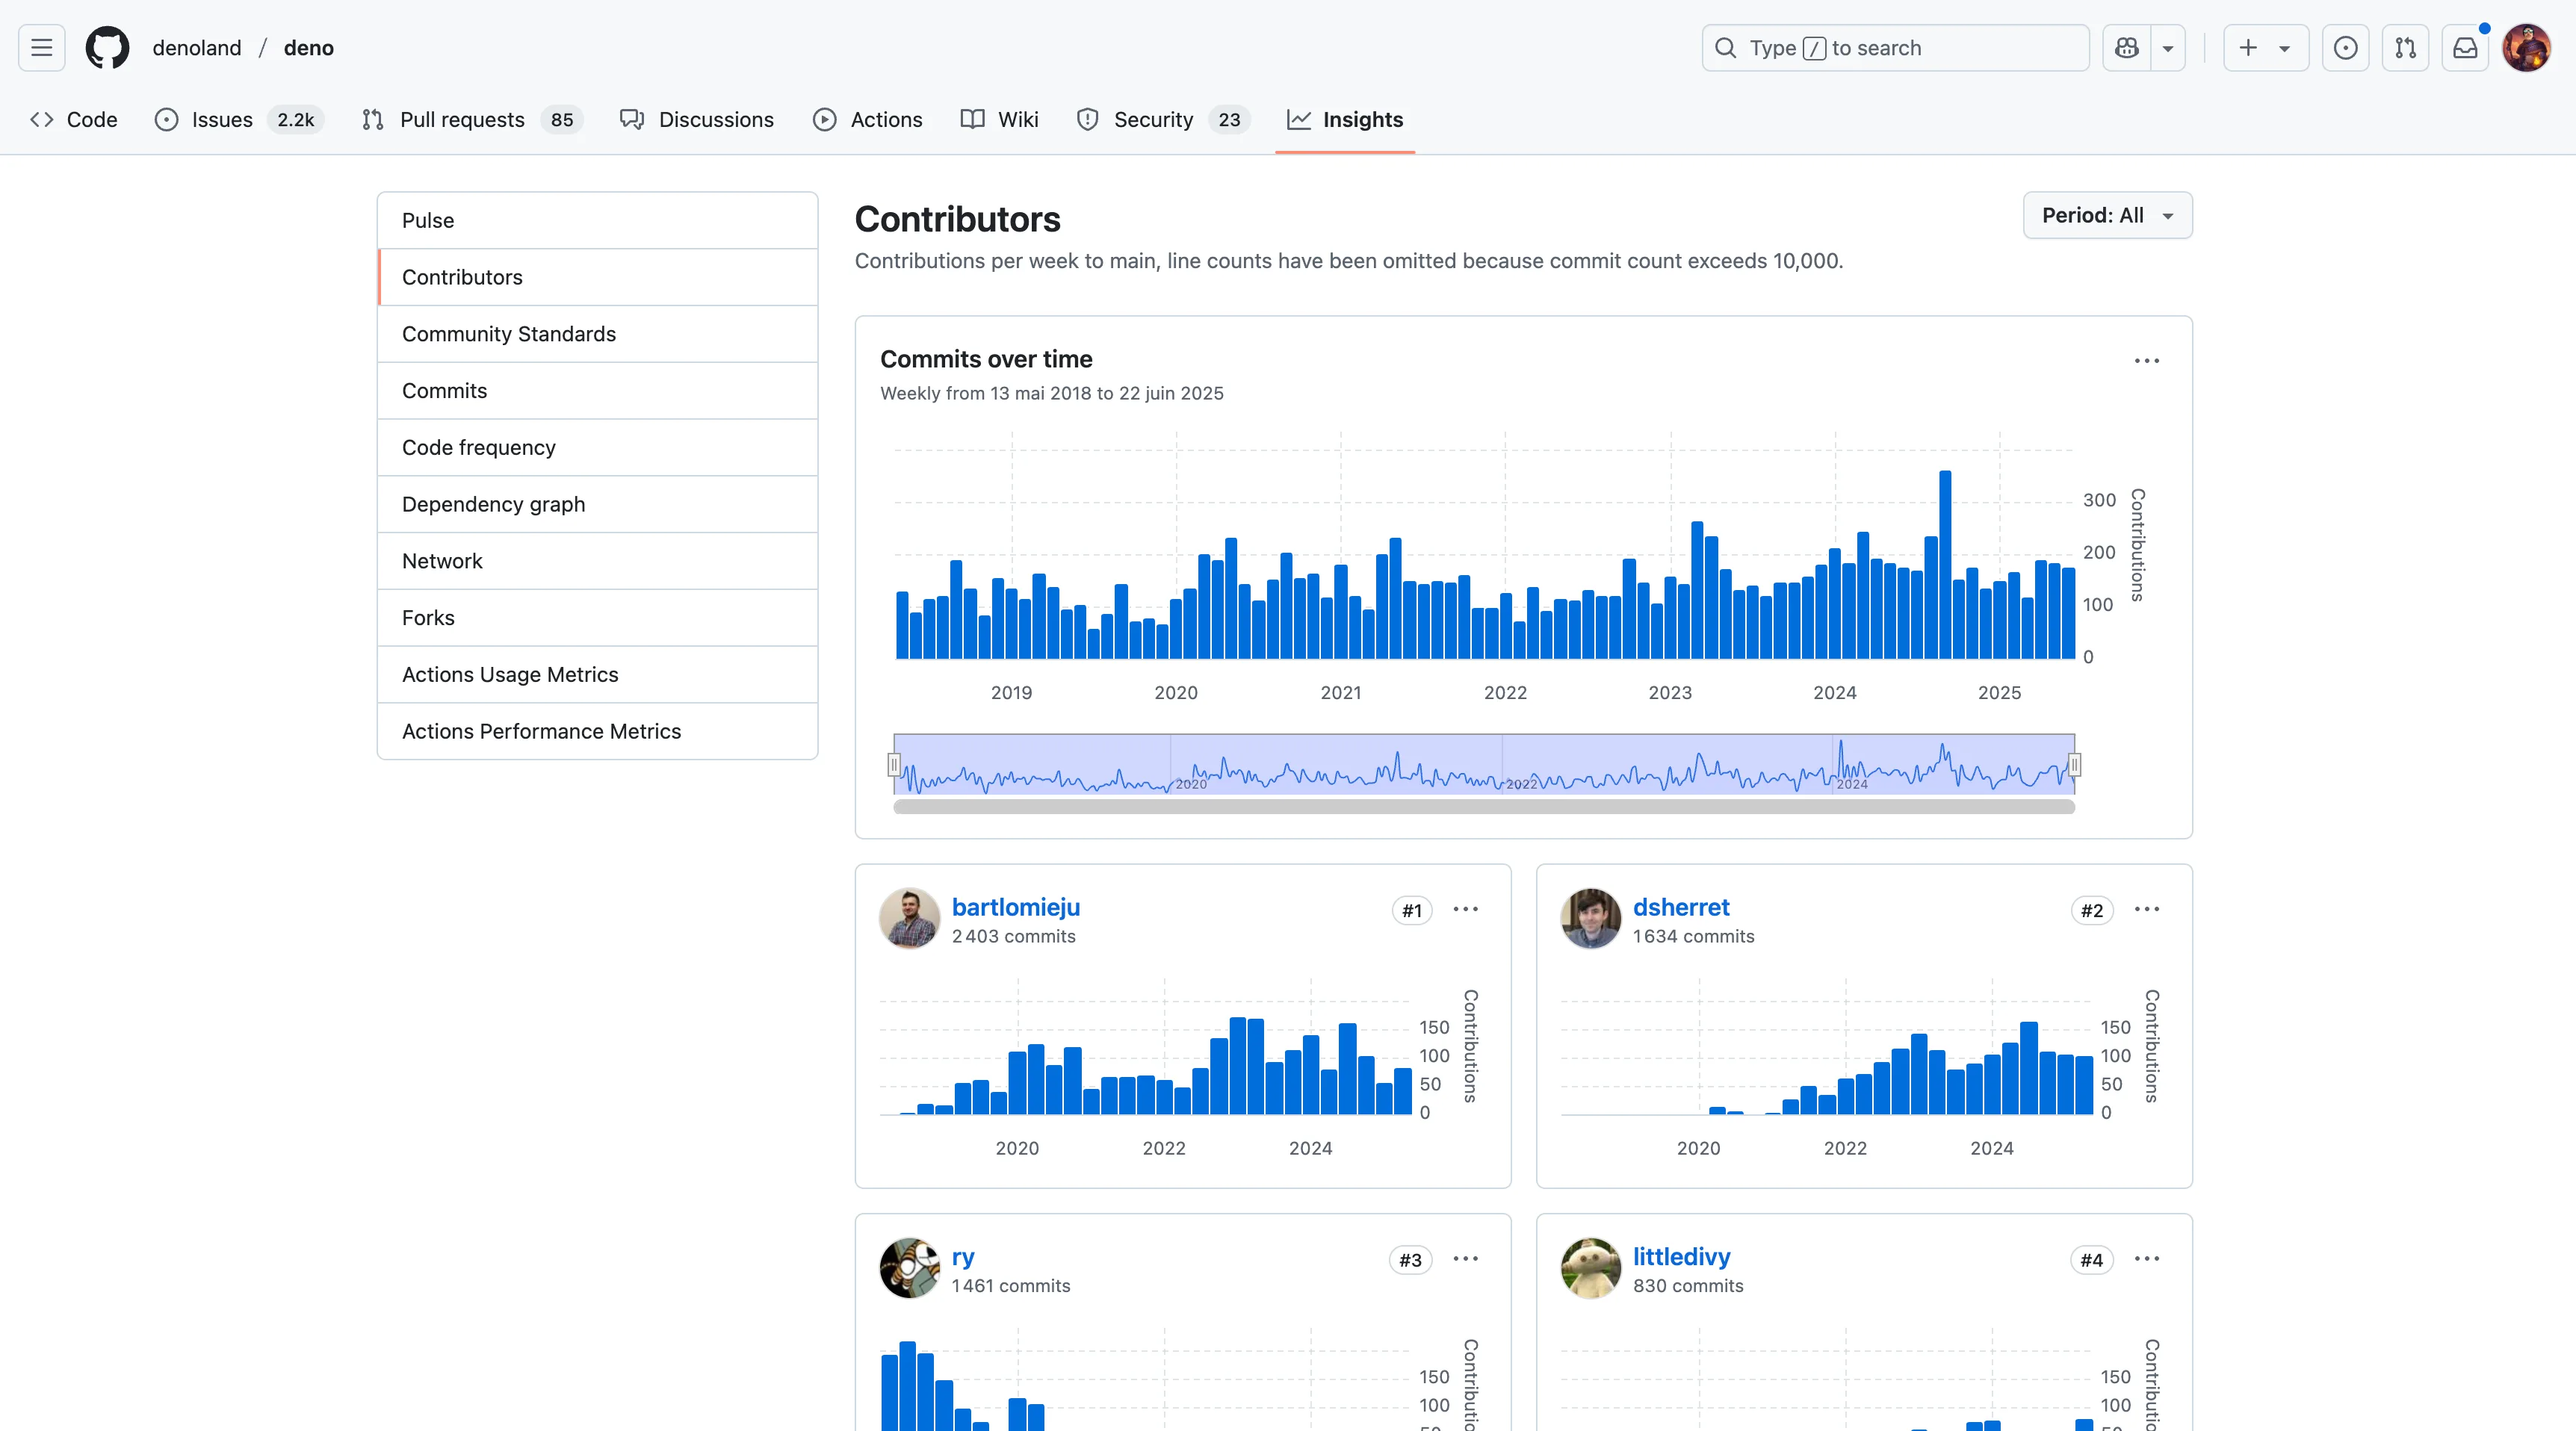 denoland / deno
Type / to search
Code
Issues 2.2k
Pull requests 85
Discussions
Actions
Wiki
Security 23
Insights
Pulse
Contributors
Community Standards
Commits
Code frequency
Dependency graph
Network
Forks
Actions Usage Metrics
Actions Performance Metrics
Contributors
Period: All
Contributions per week to main, line counts have been omitted because commit count exceeds 10,000.
Commits over time
Weekly from 13 mai 2018 to 22 juin 2025
300
200
100
0
Contributions
2019 2020 2021 2022 2023 2024 2025
2020 2022 2024
bartlomieju
#1
2 403 commits
150
100
50
0
Contributions
2020 2022 2024
dsherret
#2
1 634 commits
150
100
50
0
Contributions
2020 2022 2024
ry
#3
1 461 commits
150
100
littledivy
#4
830 commits
150
100